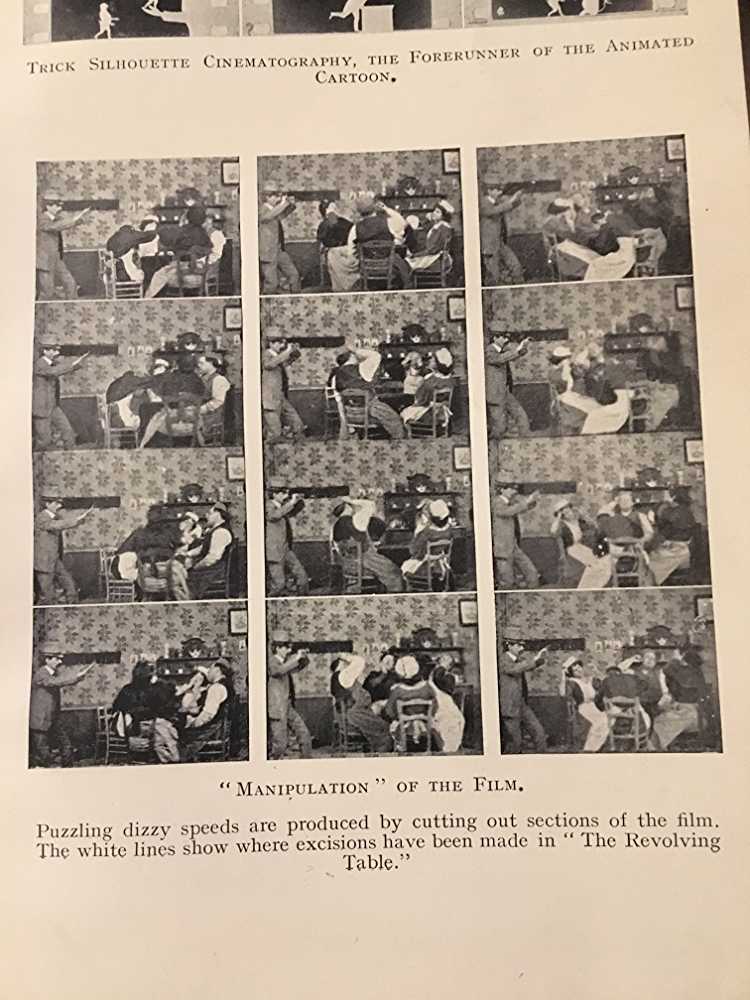 Trick Silhouette Cinematography, the Forerunner of the Animated
Cartoon.
"Manipulation" of the Film.
Puzzling dizzy speeds are produced by cutting out sections of the film.
The white lines show where excisions have been made in "The Revolving
Table."